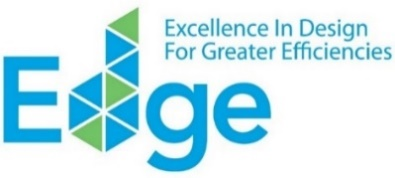 Excellence In Design
For Greater Efficiencies
Edge